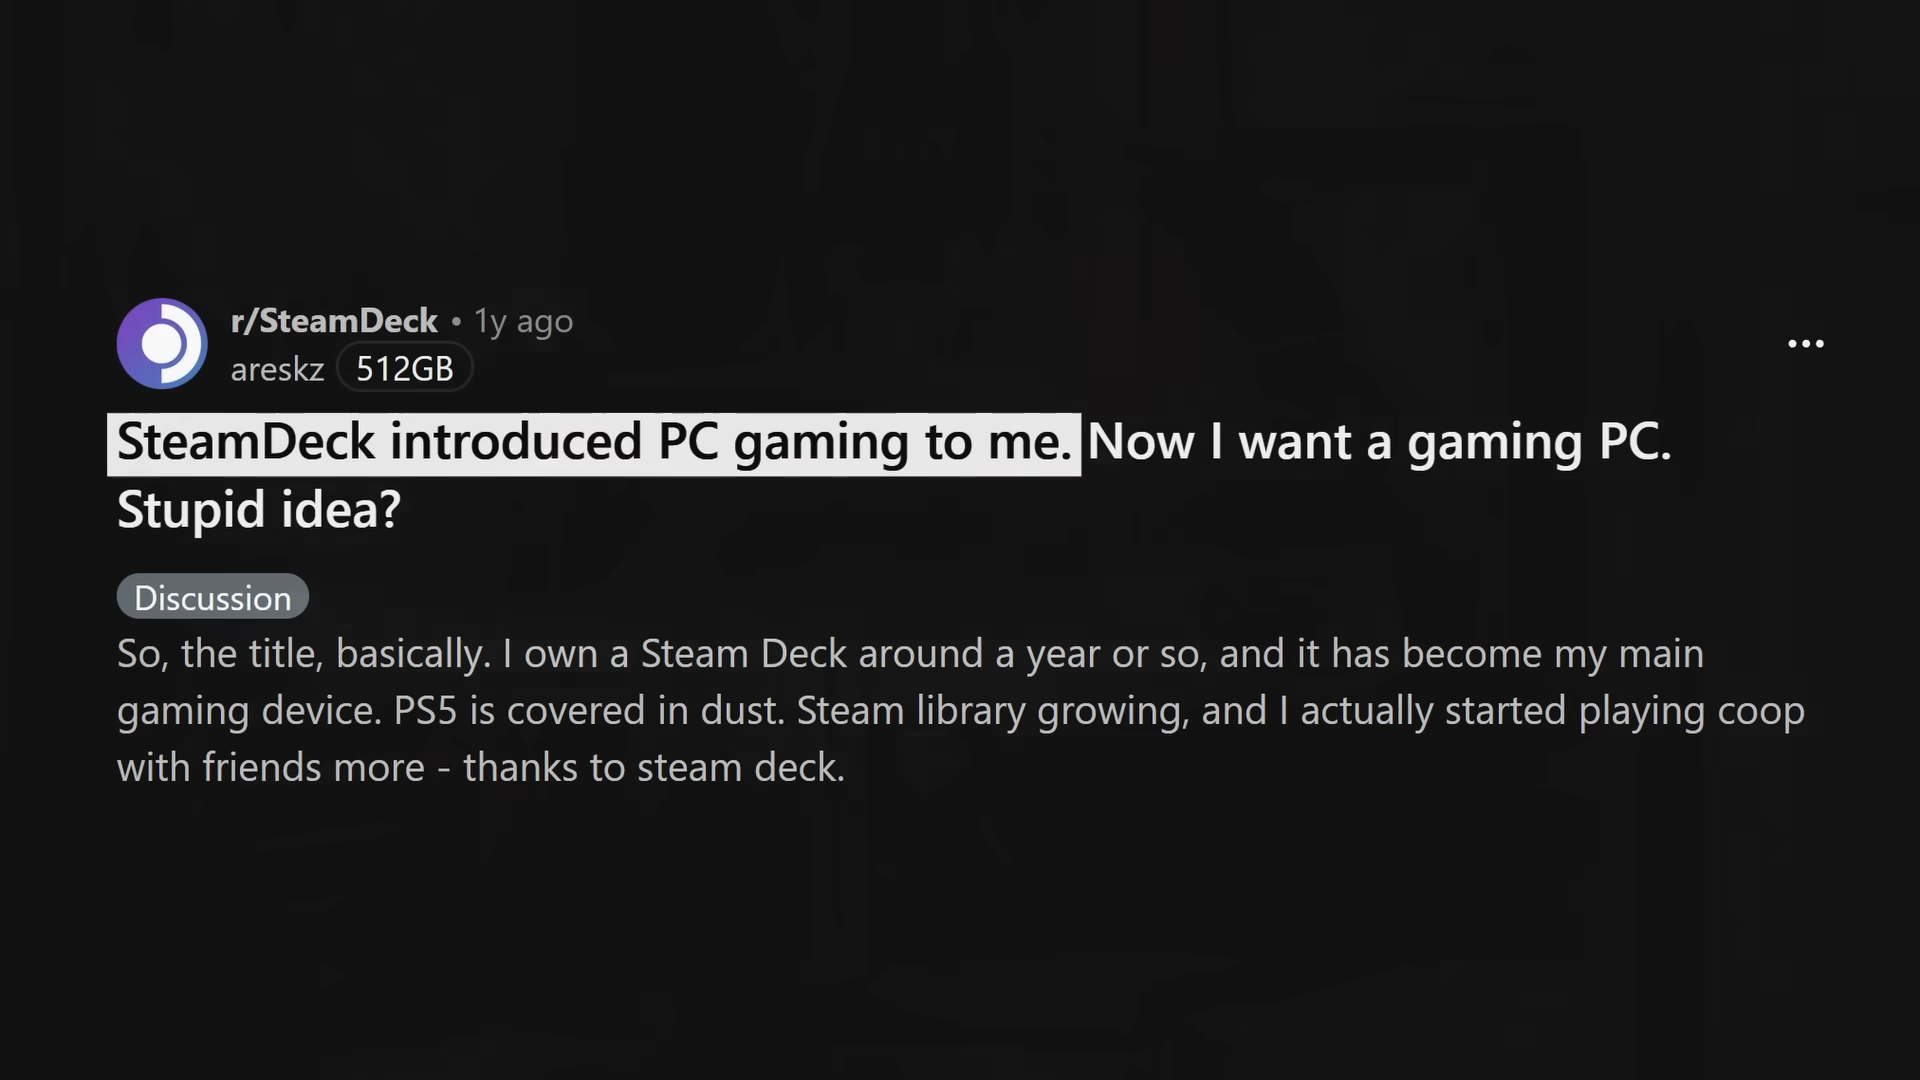 r/SteamDeck • 1y ago
areskz 512GB
SteamDeck introduced PC gaming to me. Now I want a gaming PC.
Stupid idea?
Discussion
So, the title, basically. I own a Steam Deck around a year or so, and it has become my main
gaming device. PS5 is covered in dust. Steam library growing, and I actually started playing coop
with friends more - thanks to steam deck.